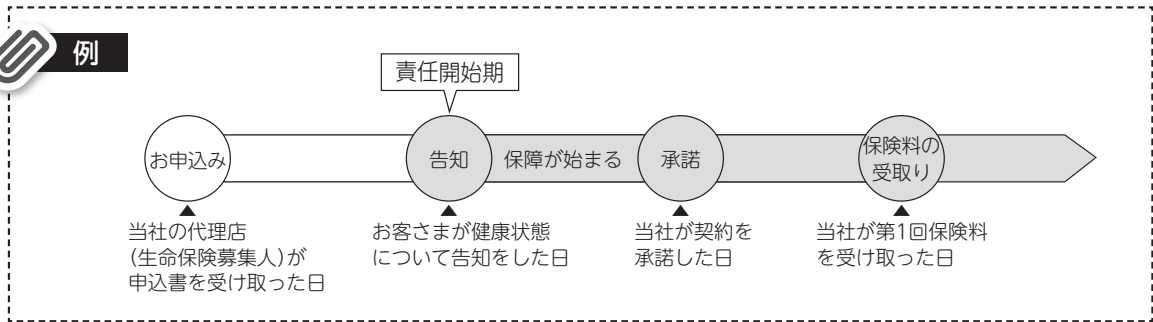 例
責任開始期
お申込み
告知
保障が始まる
承諾
保険料の
受取り
当社の代理店
(生命保険募集人)が
申込書を受け取った日
お客さまが健康状態
について告知をした日
当社が契約を
承諾した日
当社が第1回保険料
を受け取った日